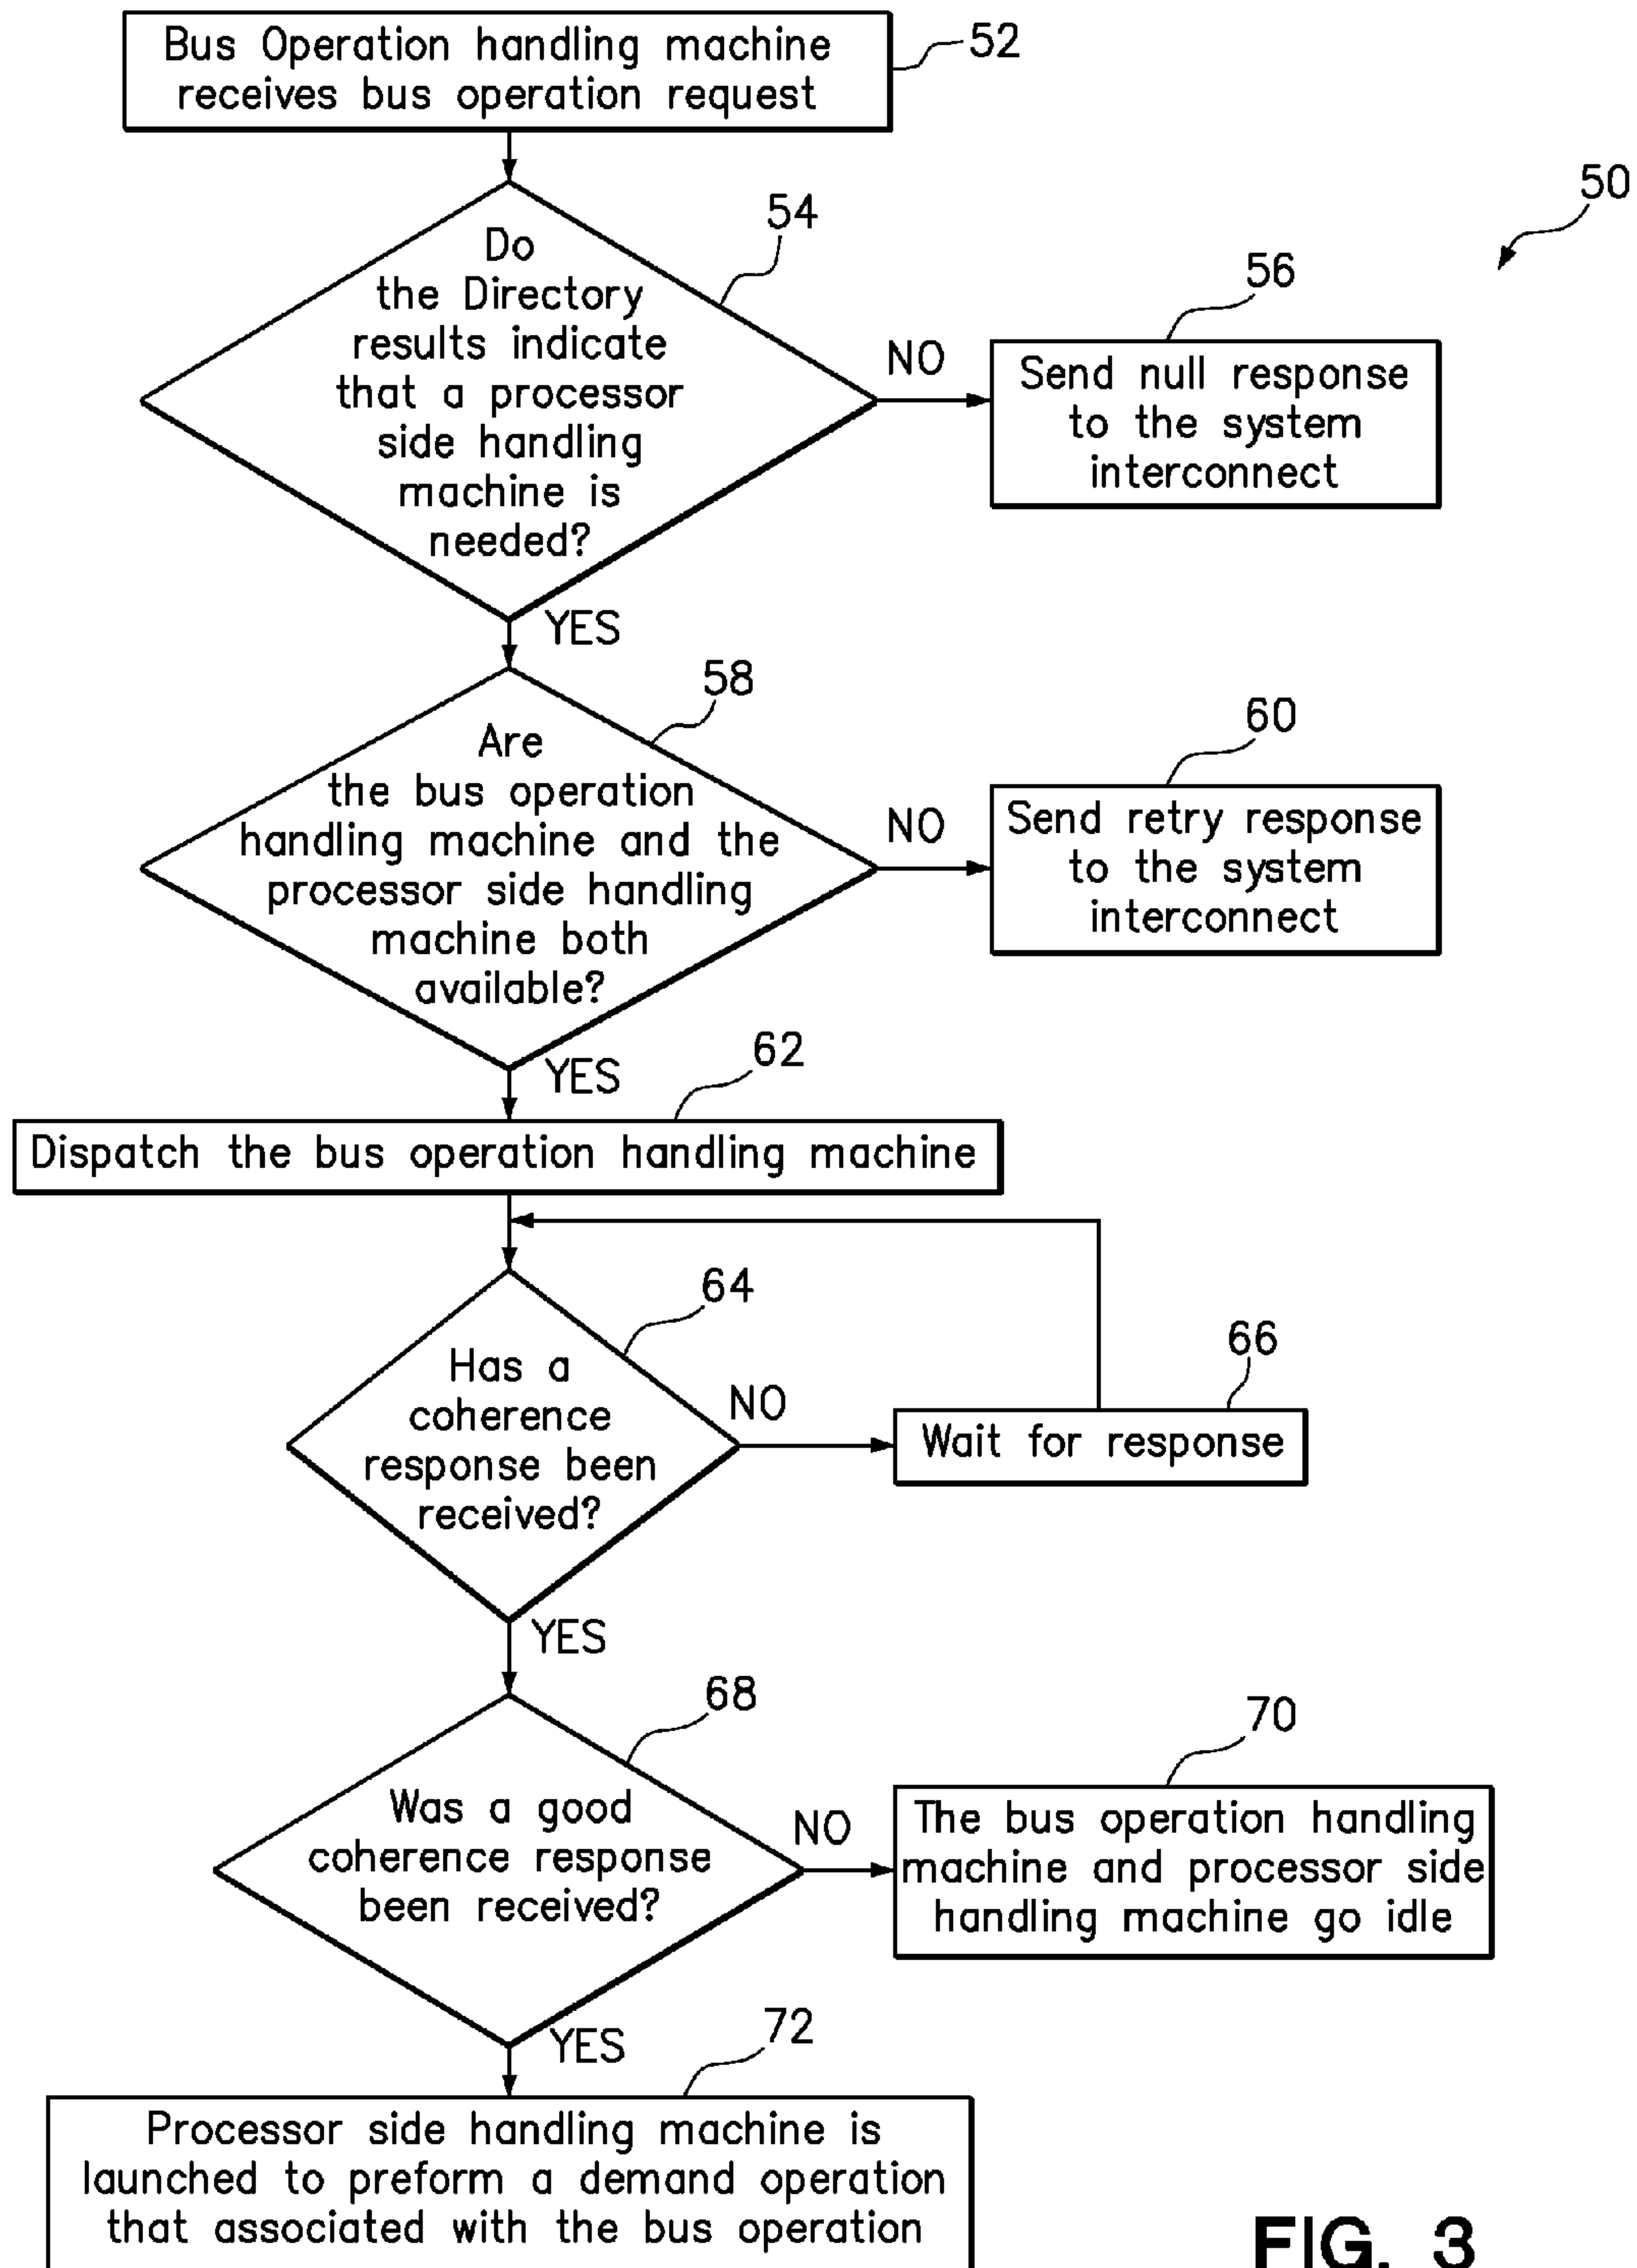 Bus Operation handling machine
receives bus operation request
52
50
Do
the Directory
results indicate
that a processor
side handling
machine is
needed?
54
NO
56
Send null response
to the system
interconnect
YES
58
Are
the bus operation
handling machine and the
processor side handling
machine both
available?
NO
60
Send retry response
to the system
interconnect
YES
62
Dispatch the bus operation handling machine
64
Has a
coherence
response been
received?
NO
66
Wait for response
YES
68
Was a good
coherence response
been received?
NO
70
The bus operation handling
machine and processor side
handling machine go idle
YES
72
Processor side handling machine is
launched to preform a demand operation
that associated with the bus operation
FIG. 3